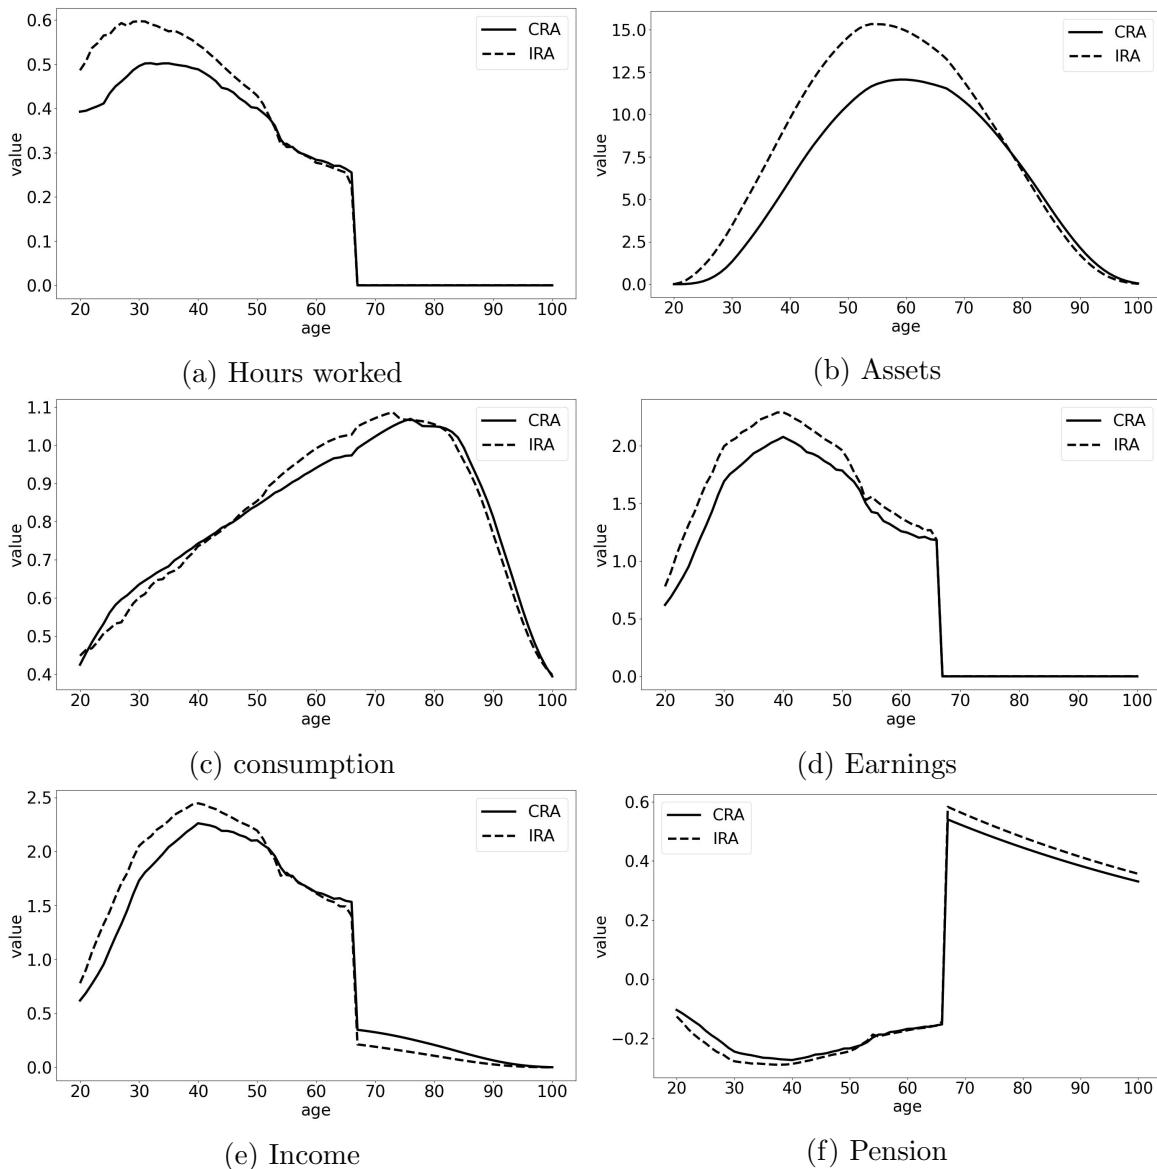 0.6
0.5
0.4
0.3
0.2
0.1
0.0
value
CRA
IRA
20 30 40 50 60 70 80 90 100
age
(a) Hours worked
15.0
12.5
10.0
7.5
5.0
2.5
0.0
value
CRA
IRA
20 30 40 50 60 70 80 90 100
age
(b) Assets
1.1
1.0
0.9
0.8
0.7
0.6
0.5
0.4
value
CRA
IRA
20 30 40 50 60 70 80 90 100
age
(c) consumption
2.0
1.5
1.0
0.5
0.0
value
CRA
IRA
20 30 40 50 60 70 80 90 100
age
(d) Earnings
2.5
2.0
1.5
1.0
0.5
0.0
value
CRA
IRA
20 30 40 50 60 70 80 90 100
age
(e) Income
0.6
0.4
0.2
0.0
−0.2
value
CRA
IRA
20 30 40 50 60 70 80 90 100
age
(f) Pension